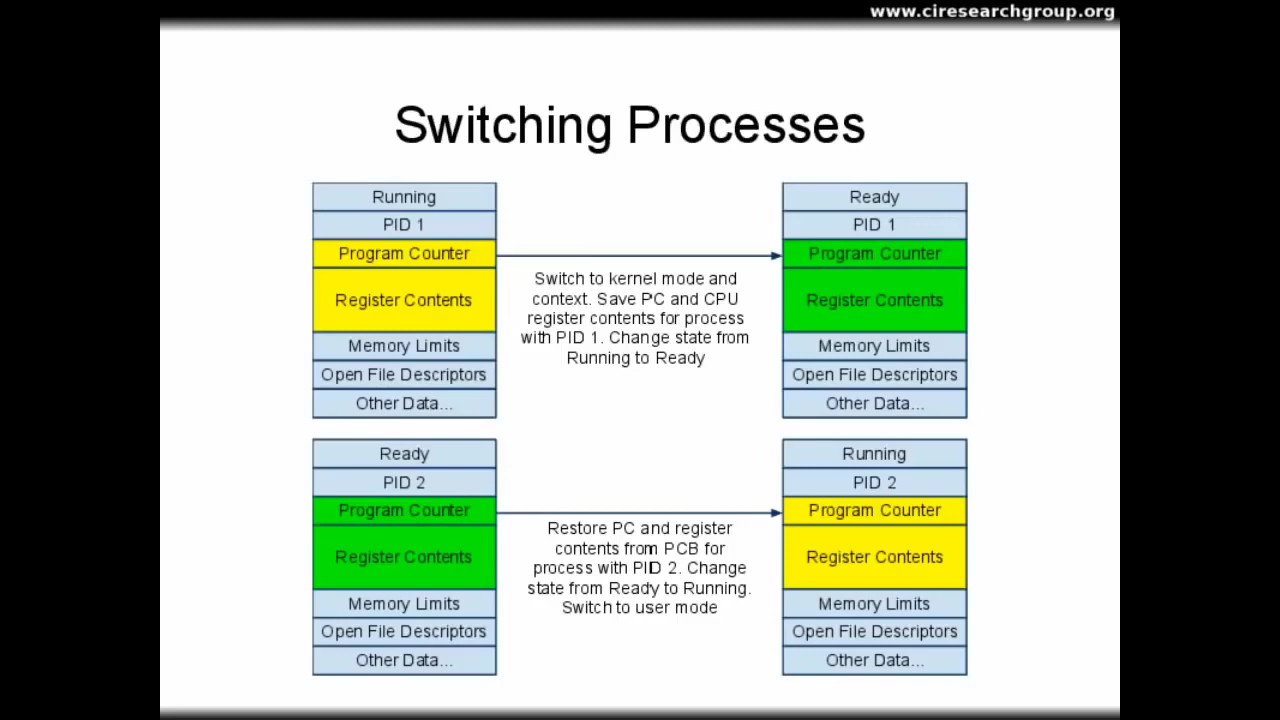 www.ciresearchgroup.org
Switching Processes
Running
PID 1
Program Counter
Register Contents
Memory Limits
Open File Descriptors
Other Data...
Switch to kernel mode and
context. Save PC and CPU
register contents for process
with PID 1. Change state from
Running to Ready
Ready
PID 1
Program Counter
Register Contents
Memory Limits
Open File Descriptors
Other Data...
Ready
PID 2
Program Counter
Register Contents
Memory Limits
Open File Descriptors
Other Data...
Restore PC and register
contents from PCB for
process with PID 2. Change
state from Ready to Running.
Switch to user mode
Running
PID 2
Program Counter
Register Contents
Memory Limits
Open File Descriptors
Other Data...